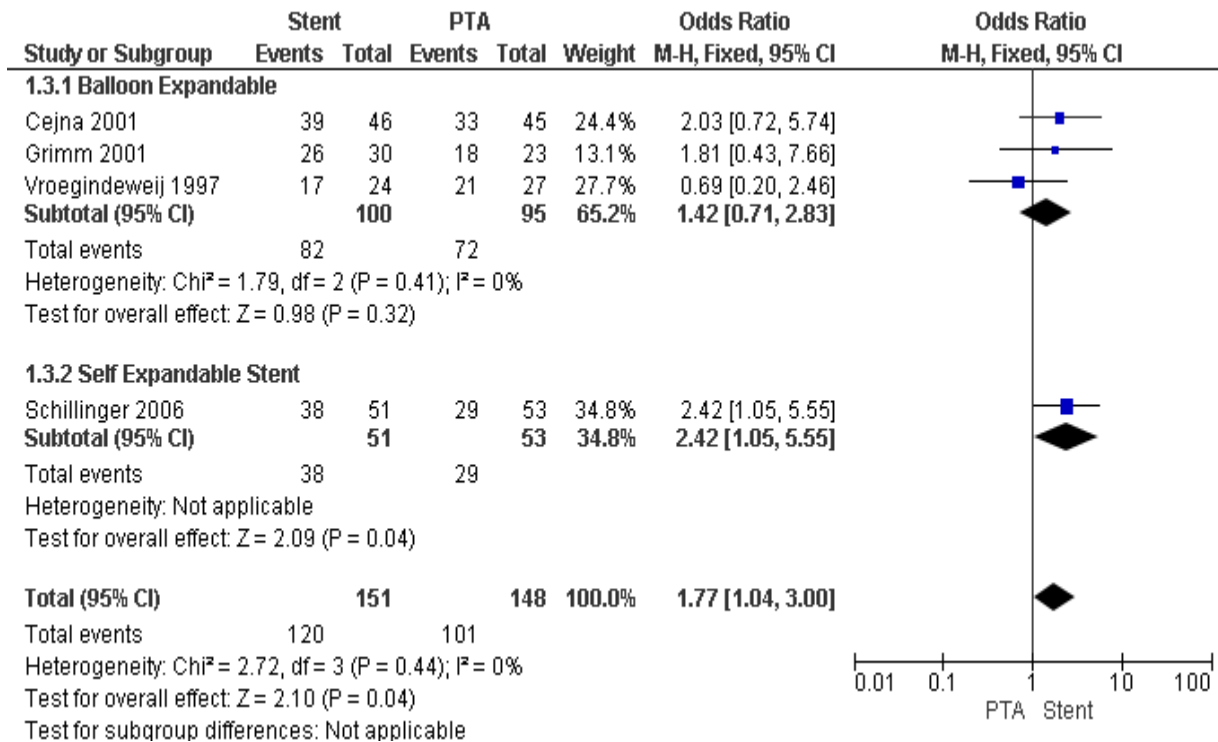 Stent PTA Odds Ratio Odds Ratio
Study or Subgroup Events Total Events Total Weight M-H, Fixed, 95% CI M-H, Fixed, 95% CI
1.3.1 Balloon Expandable
Cejna 2001 39 46 33 45 24.4% 2.03 [0.72, 5.74]
Grimm 2001 26 30 18 23 13.1% 1.81 [0.43, 7.66]
Vroegindeweij 1997 17 24 21 27 27.7% 0.69 [0.20, 2.46]
Subtotal (95% CI) 100 95 65.2% 1.42 [0.71, 2.83]
Total events 82 72
Heterogeneity: Chi² = 1.79, df = 2 (P = 0.41); I² = 0%
Test for overall effect: Z = 0.98 (P = 0.32)
1.3.2 Self Expandable Stent
Schillinger 2006 38 51 29 53 34.8% 2.42 [1.05, 5.55]
Subtotal (95% CI) 51 53 34.8% 2.42 [1.05, 5.55]
Total events 38 29
Heterogeneity: Not applicable
Test for overall effect: Z = 2.09 (P = 0.04)
Total (95% CI) 151 148 100.0% 1.77 [1.04, 3.00]
Total events 120 101
Heterogeneity: Chi² = 2.72, df = 3 (P = 0.44); I² = 0%
Test for overall effect: Z = 2.10 (P = 0.04)
Test for subgroup differences: Not applicable
0.01 0.1 1 10 100
PTA Stent